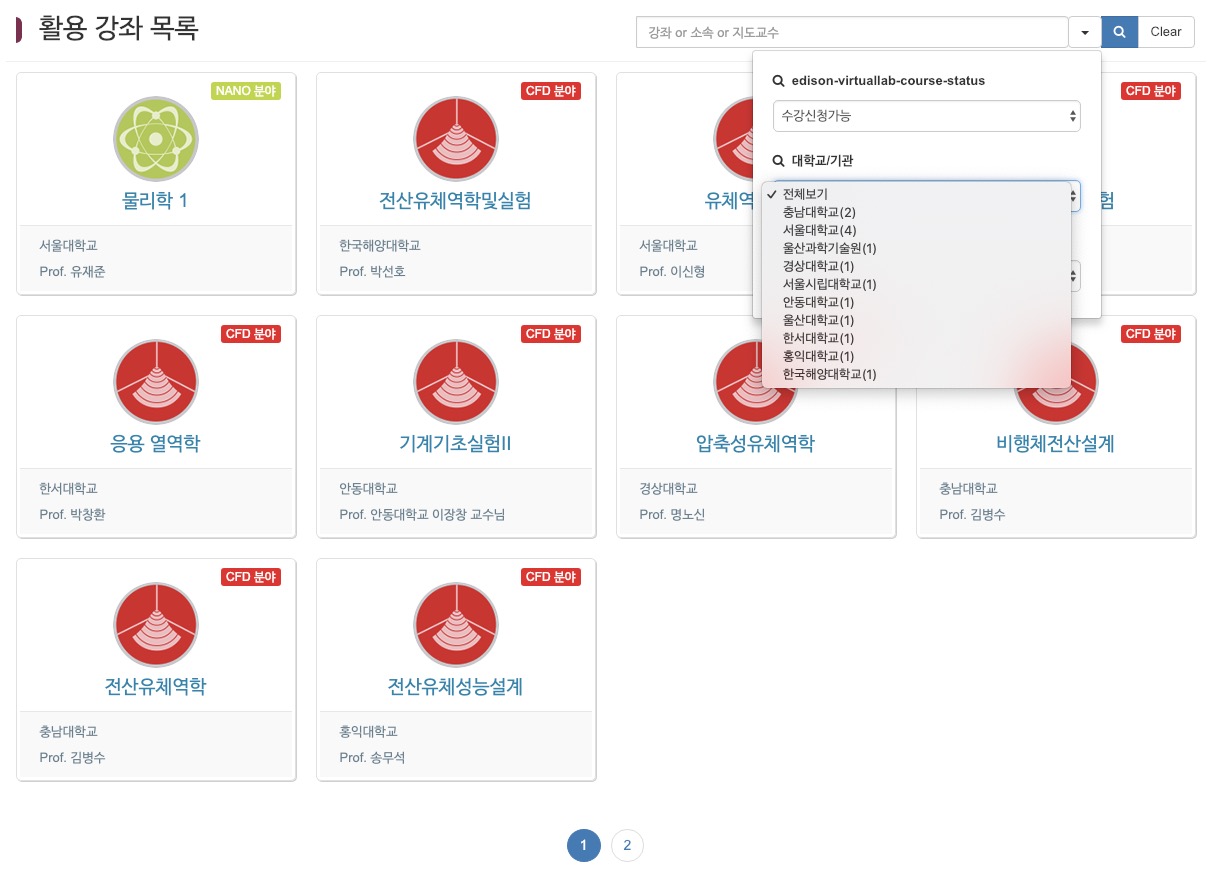 활용 강좌 목록
강좌 or 소속 or 지도교수
Clear
edison-virtuallab-course-status
수강신청가능
대학교/기관
전체보기
충남대학교(2)
서울대학교(4)
울산과학기술원(1)
경상대학교(1)
서울시립대학교(1)
안동대학교(1)
울산대학교(1)
한서대학교(1)
홍익대학교(1)
한국해양대학교(1)
NANO 분야
물리학 1
서울대학교
Prof. 유재준
CFD 분야
전산유체역학및실험
한국해양대학교
Prof. 박선호
유체역
서울대학교
Prof. 이신형
CFD 분야
험
CFD 분야
응용 열역학
한서대학교
Prof. 박창환
CFD 분야
기계기초실험II
안동대학교
Prof. 안동대학교 이장창 교수님
압축성유체역학
경상대학교
Prof. 명노신
CFD 분야
비행체전산설계
충남대학교
Prof. 김병수
CFD 분야
전산유체역학
충남대학교
Prof. 김병수
CFD 분야
전산유체성능설계
홍익대학교
Prof. 송무석
1
2